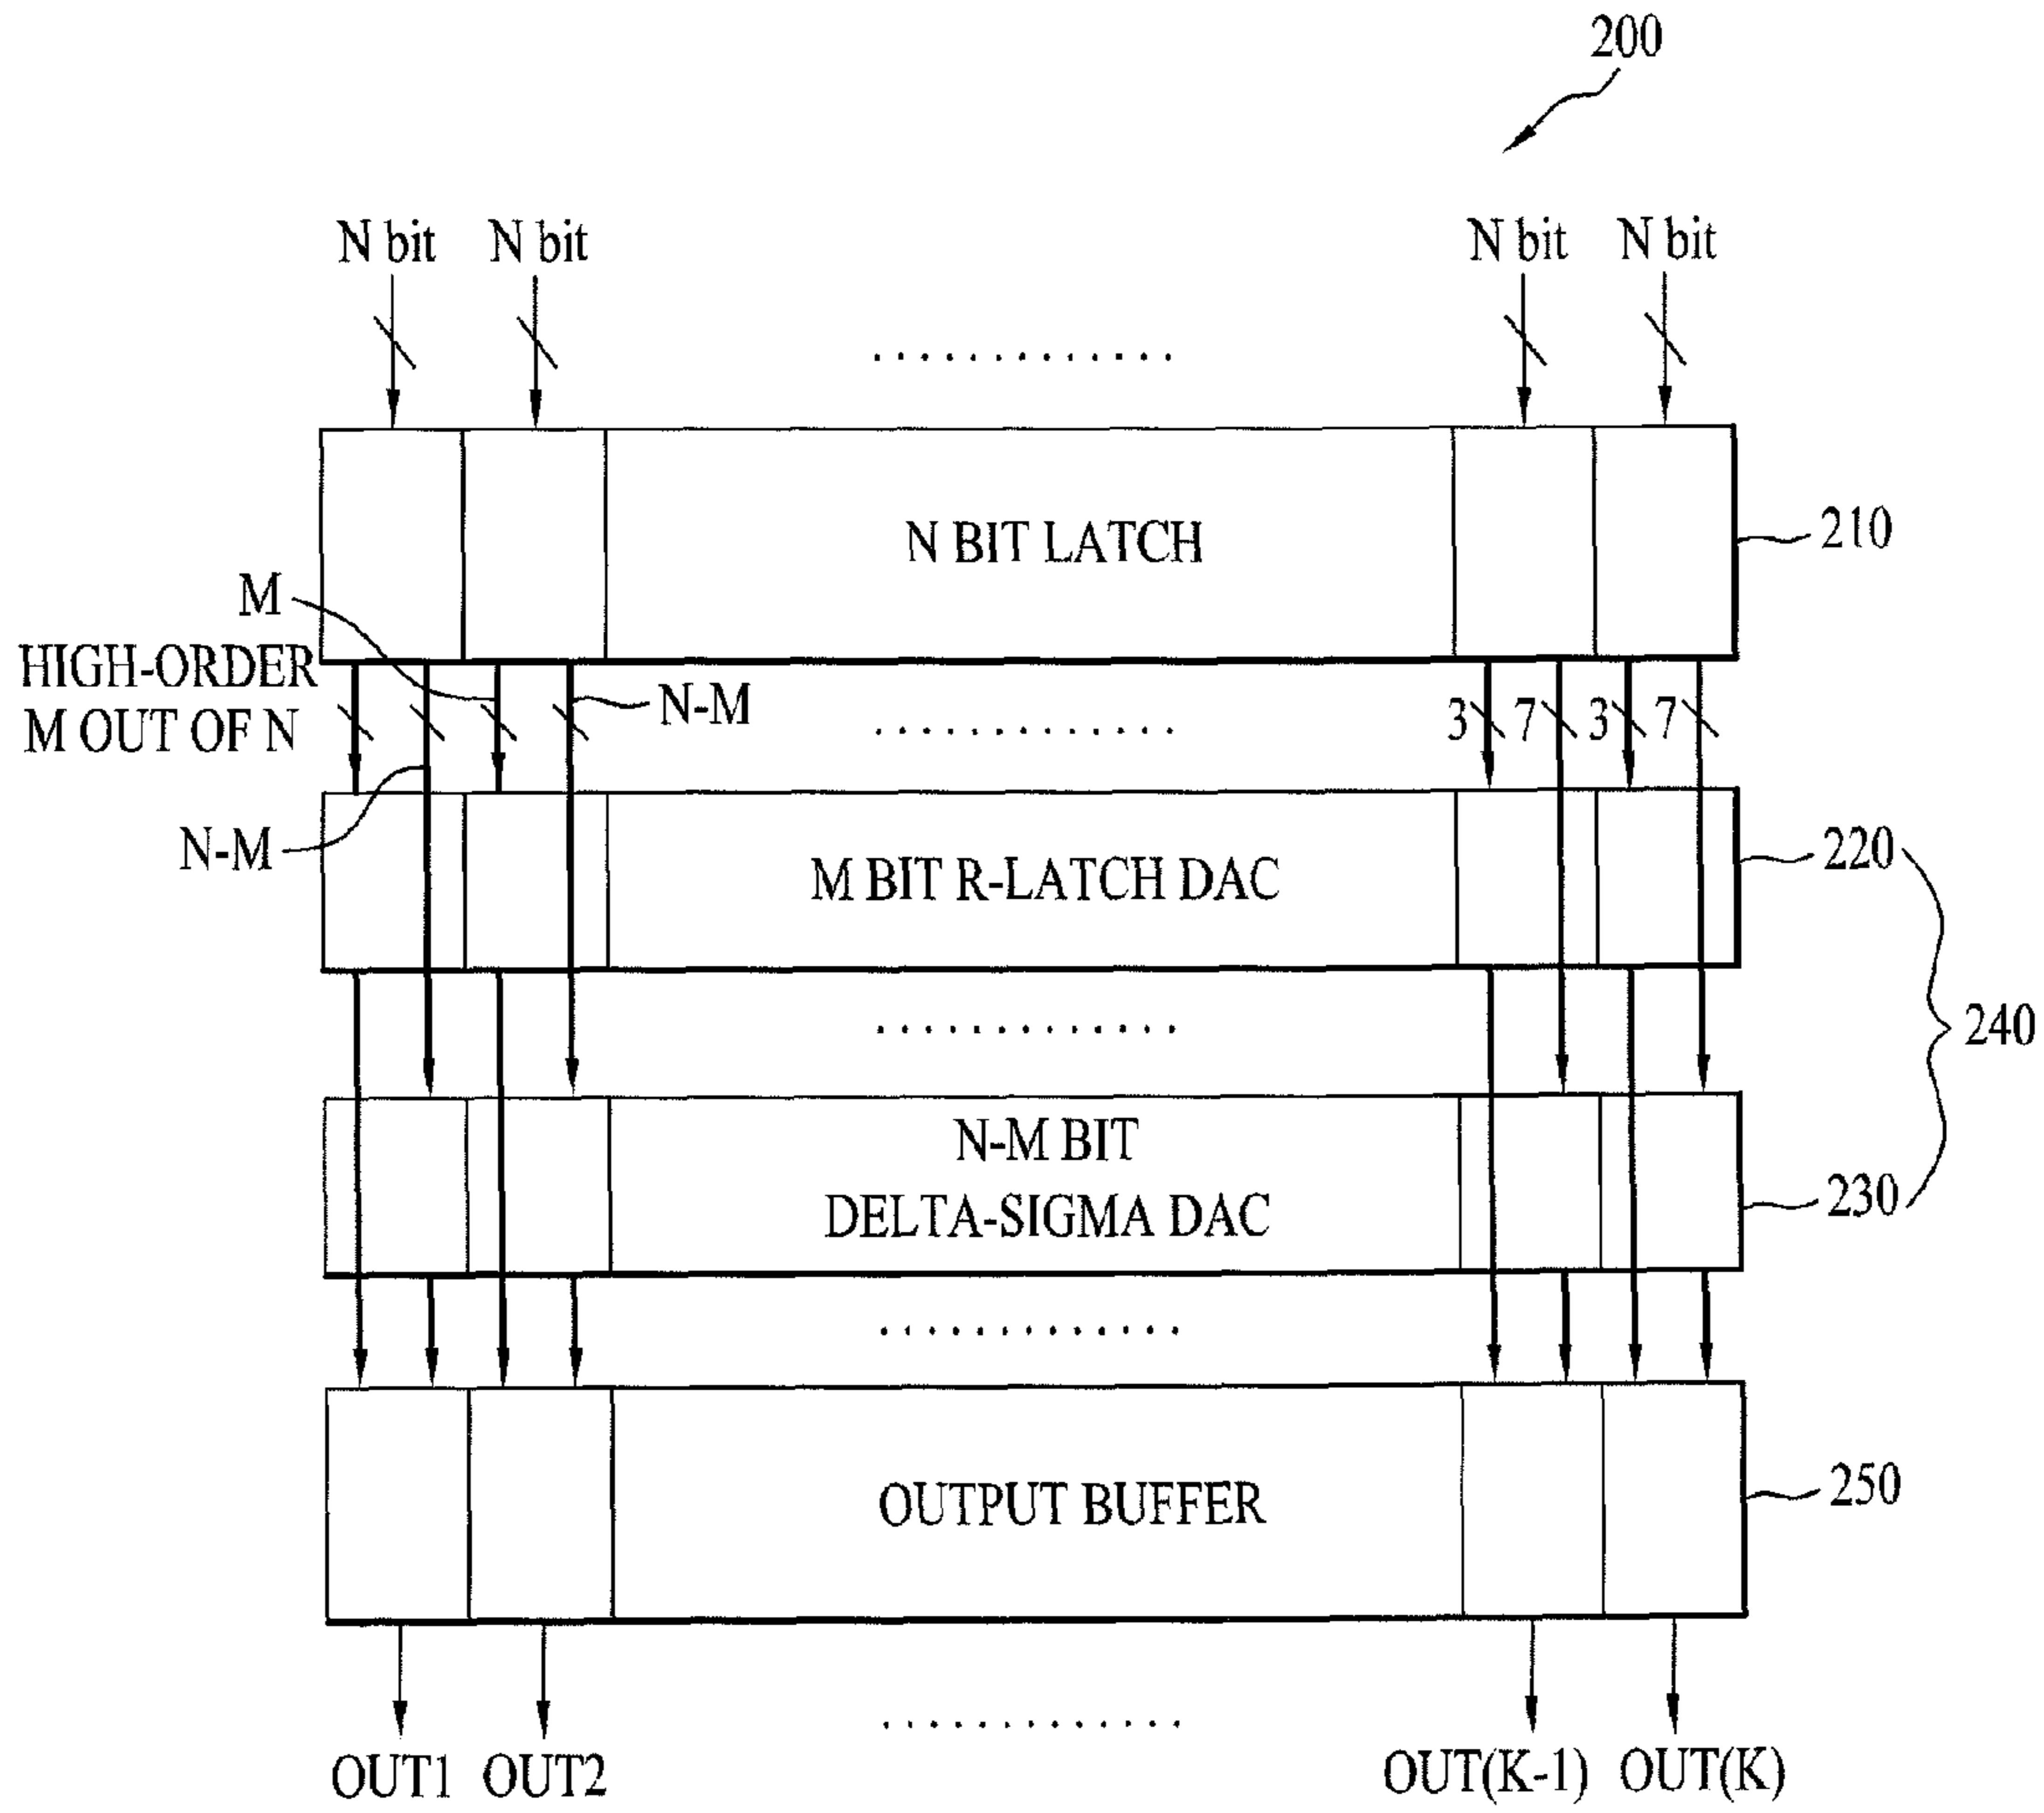 200
N bit N bit N bit N bit
N BIT LATCH
210
M
HIGH-ORDER
M OUT OF N
N-M
3 7 3 7
N-M
M BIT R-LATCH DAC
220
240
N-M BIT
DELTA-SIGMA DAC
230
OUTPUT BUFFER
250
OUT1 OUT2 OUT(K-1) OUT(K)